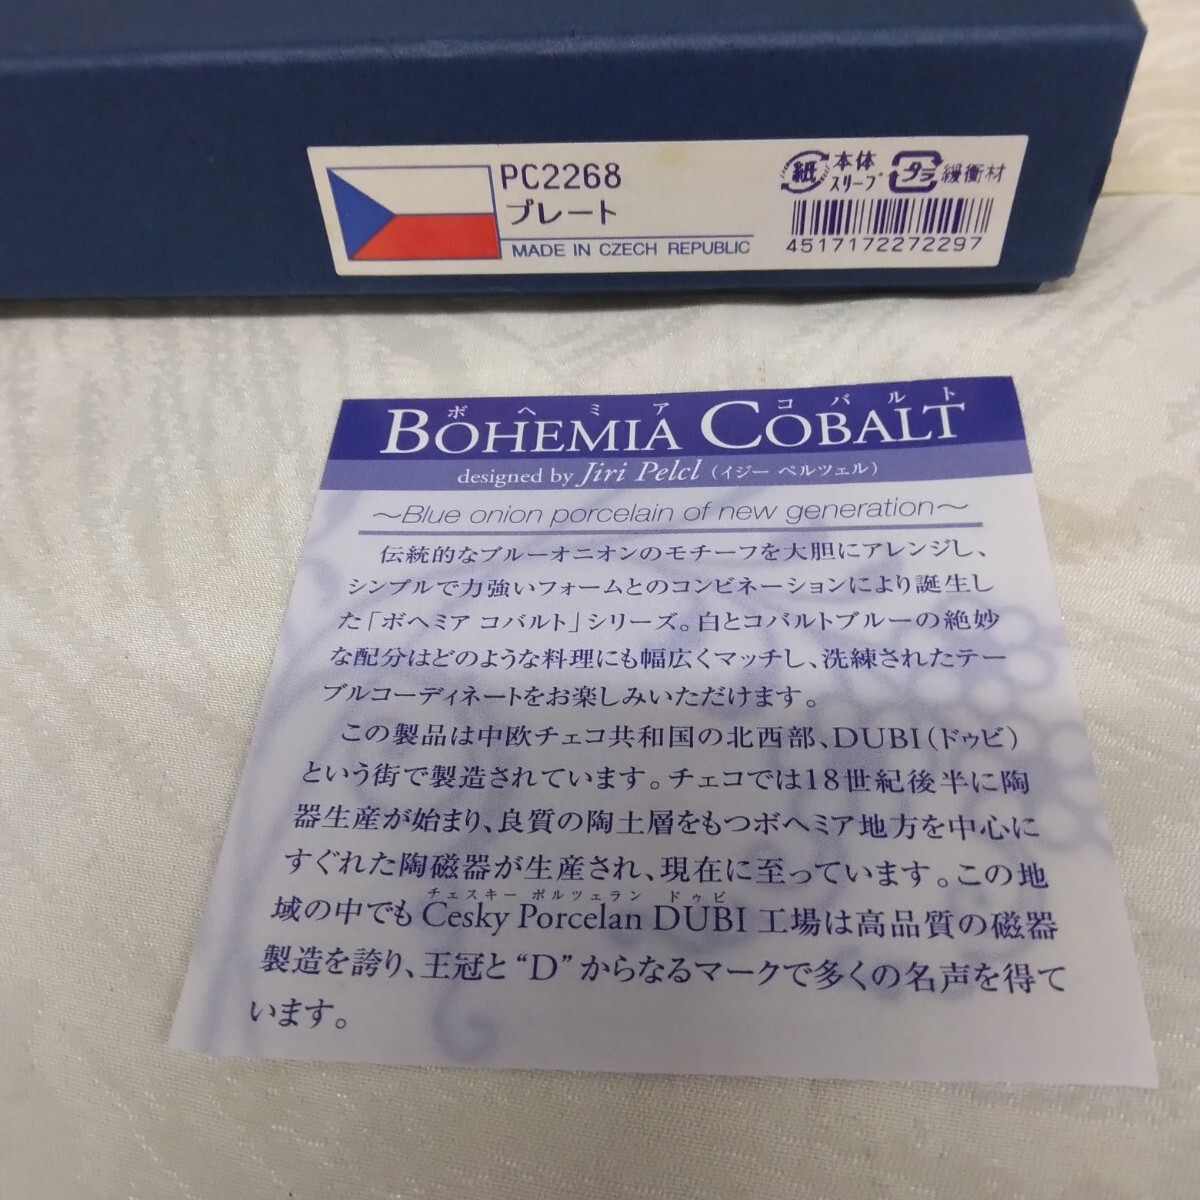 PC2268
プレート
MADE IN CZECH REPUBLIC
紙 本体 スリーブ プラ 緩衝材
4517172272297
ボヘミア コバルト
BOHEMIA COBALT
designed by Jiri Pelcl (イジー ペルツェル)
~Blue onion porcelain of new generation~
伝統的なブルーオニオンのモチーフを大胆にアレンジし、
シンプルで力強いフォームとのコンビネーションにより誕生し
た「ボヘミア コバルト」シリーズ。白とコバルトブルーの絶妙
な配分はどのような料理にも幅広くマッチし、洗練されたテー
ブルコーディネートをお楽しみいただけます。
この製品は中欧チェコ共和国の北西部、DUBI(ドゥビ)
という街で製造されています。チェコでは18世紀後半に陶
器生産が始まり、良質の陶土層をもつボヘミア地方を中心に
すぐれた陶磁器が生産され、現在に至っています。この地
チェスキー ポルツェラン ドゥビ
域の中でもCesky Porcelan DUBI工場は高品質の磁器
製造を誇り、王冠と“D”からなるマークで多くの名声を得て
います。